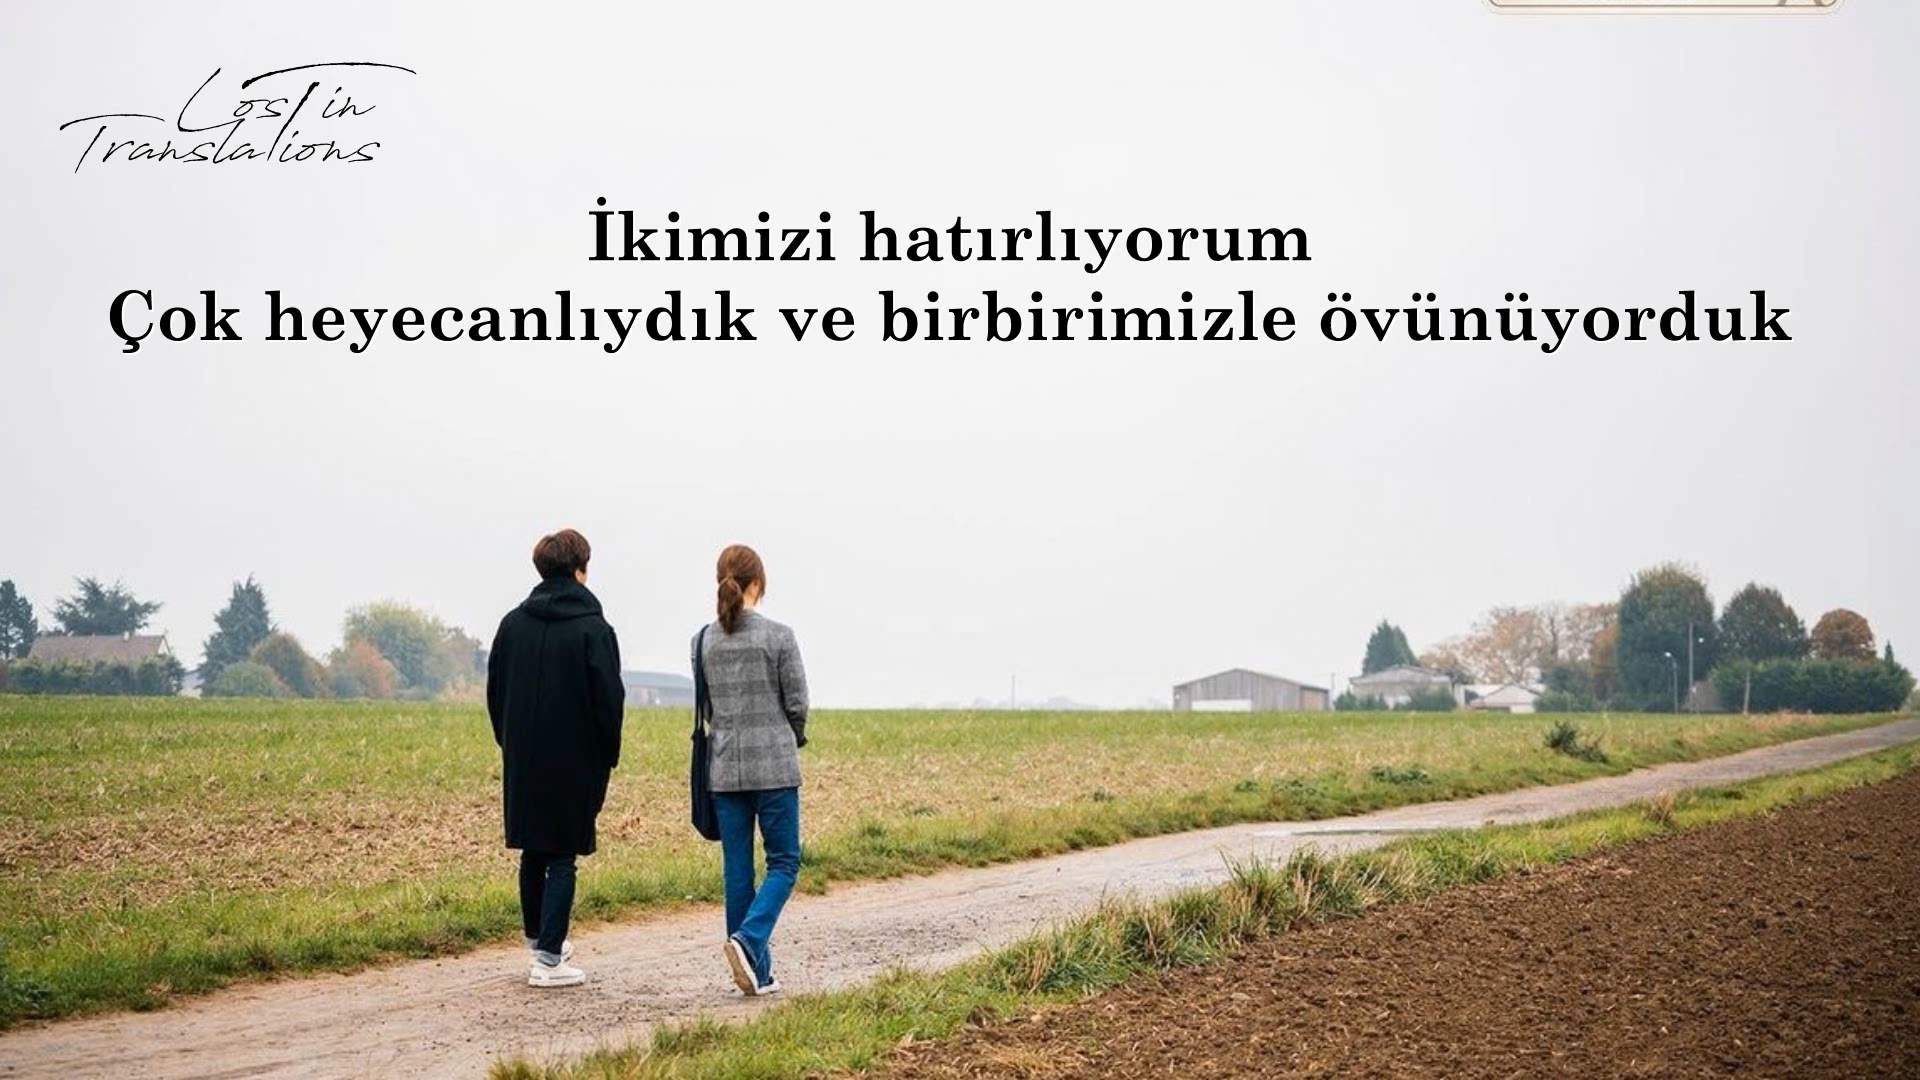 Lost in
Translations
İkimizi hatırlıyorum
Çok heyecanlıydık ve birbirimizle övünüyorduk